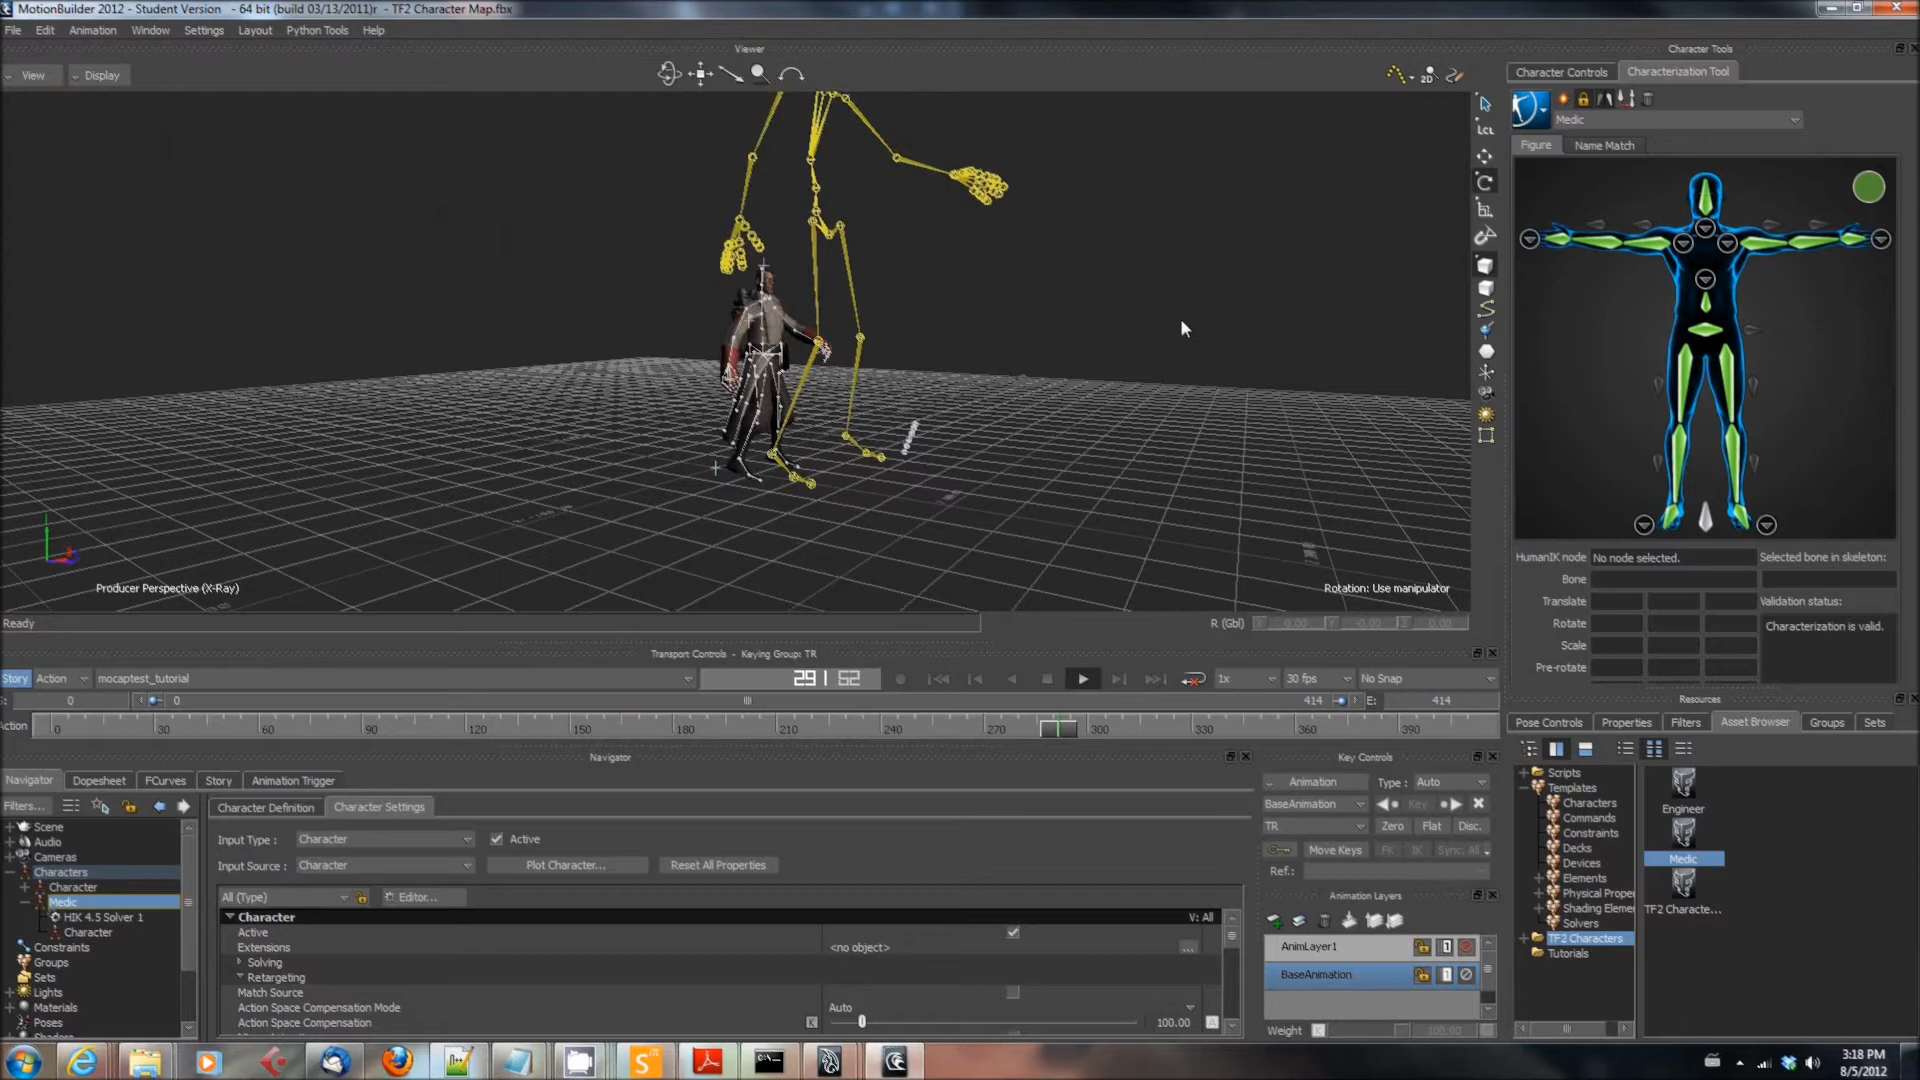 MotionBuilder 2012 - Student Version - 64 bit (build 03/13/2011)r - TF2 Character Map.fbx
File Edit Animation Window Settings Layout Python Tools Help
Viewer
Character Tools
View Display
2D
Character Controls Characterization Tool
Medic
LCL
Figure Name Match
Producer Perspective (X-Ray)
Rotation: Use manipulator
HumanIK node No node selected. Selected bone in skeleton:
Bone
Translate Validation status:
Rotate Characterization is valid.
Scale
Pre-rotate
Ready
R (Gbl) X 0.00 Y -0.00 Z 0.00
Transport Controls - Keying Group: TR
Story Action mocaptest_tutorial 291 52 1x 30 fps No Snap
S: 0 0 414 E: 414
Action 0 30 60 90 120 150 180 210 240 270 300 330 360 390
Resources
Pose Controls Properties Filters Asset Browser Groups Sets
Navigator
Key Controls
Navigator Dopesheet FCurves Story Animation Trigger
Animation Type : Auto
Filters...
Character Definition Character Settings
BaseAnimation Key
TR Zero Flat Disc.
Move Keys FK IK Sync. All
Ref.:
Input Type : Character Active
Input Source : Character Plot Character... Reset All Properties
All (Type) Editor...
Character V: All
Active
Extensions <no object> ...
Solving
Retargeting
Match Source
Action Space Compensation Mode Auto
Action Space Compensation K 100.00 A
Scene
Audio
Cameras
Characters
Character
Medic
HIK 4.5 Solver 1
Character
Constraints
Groups
Sets
Lights
Materials
Poses
Animation Layers
AnimLayer1
BaseAnimation
Weight K 100.00
Scripts
Templates
Characters
Commands
Constraints
Decks
Devices
Elements
Physical Prope
Shading Eleme
Solvers
TF2 Characters
Tutorials
Engineer
Medic
TF2 Characte...
3:18 PM
8/5/2012